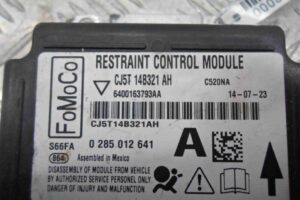 RESTRAINT CONTROL MODULE
FoMoCo
CJ5T 14B321 AH
C520NA
6400163793AA
14-07-23
CJ5T14B321AH
S66FA
0 285 012 641
A
864
Assembled in Mexico
DISASSEMBLY OF MODULE FROM VEHICLE
BY AUTHORIZED SERVICE ONLY.
DANGER OF INJURY AND MALFUNCTION